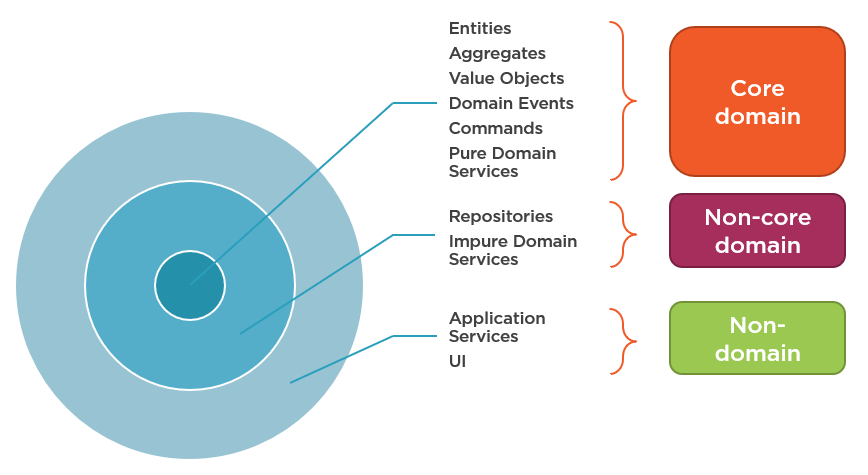 Entities
Aggregates
Value Objects
Domain Events
Commands
Pure Domain
Services
Core
domain
Repositories
Impure Domain
Services
Non-core
domain
Application
Services
UI
Non-
domain